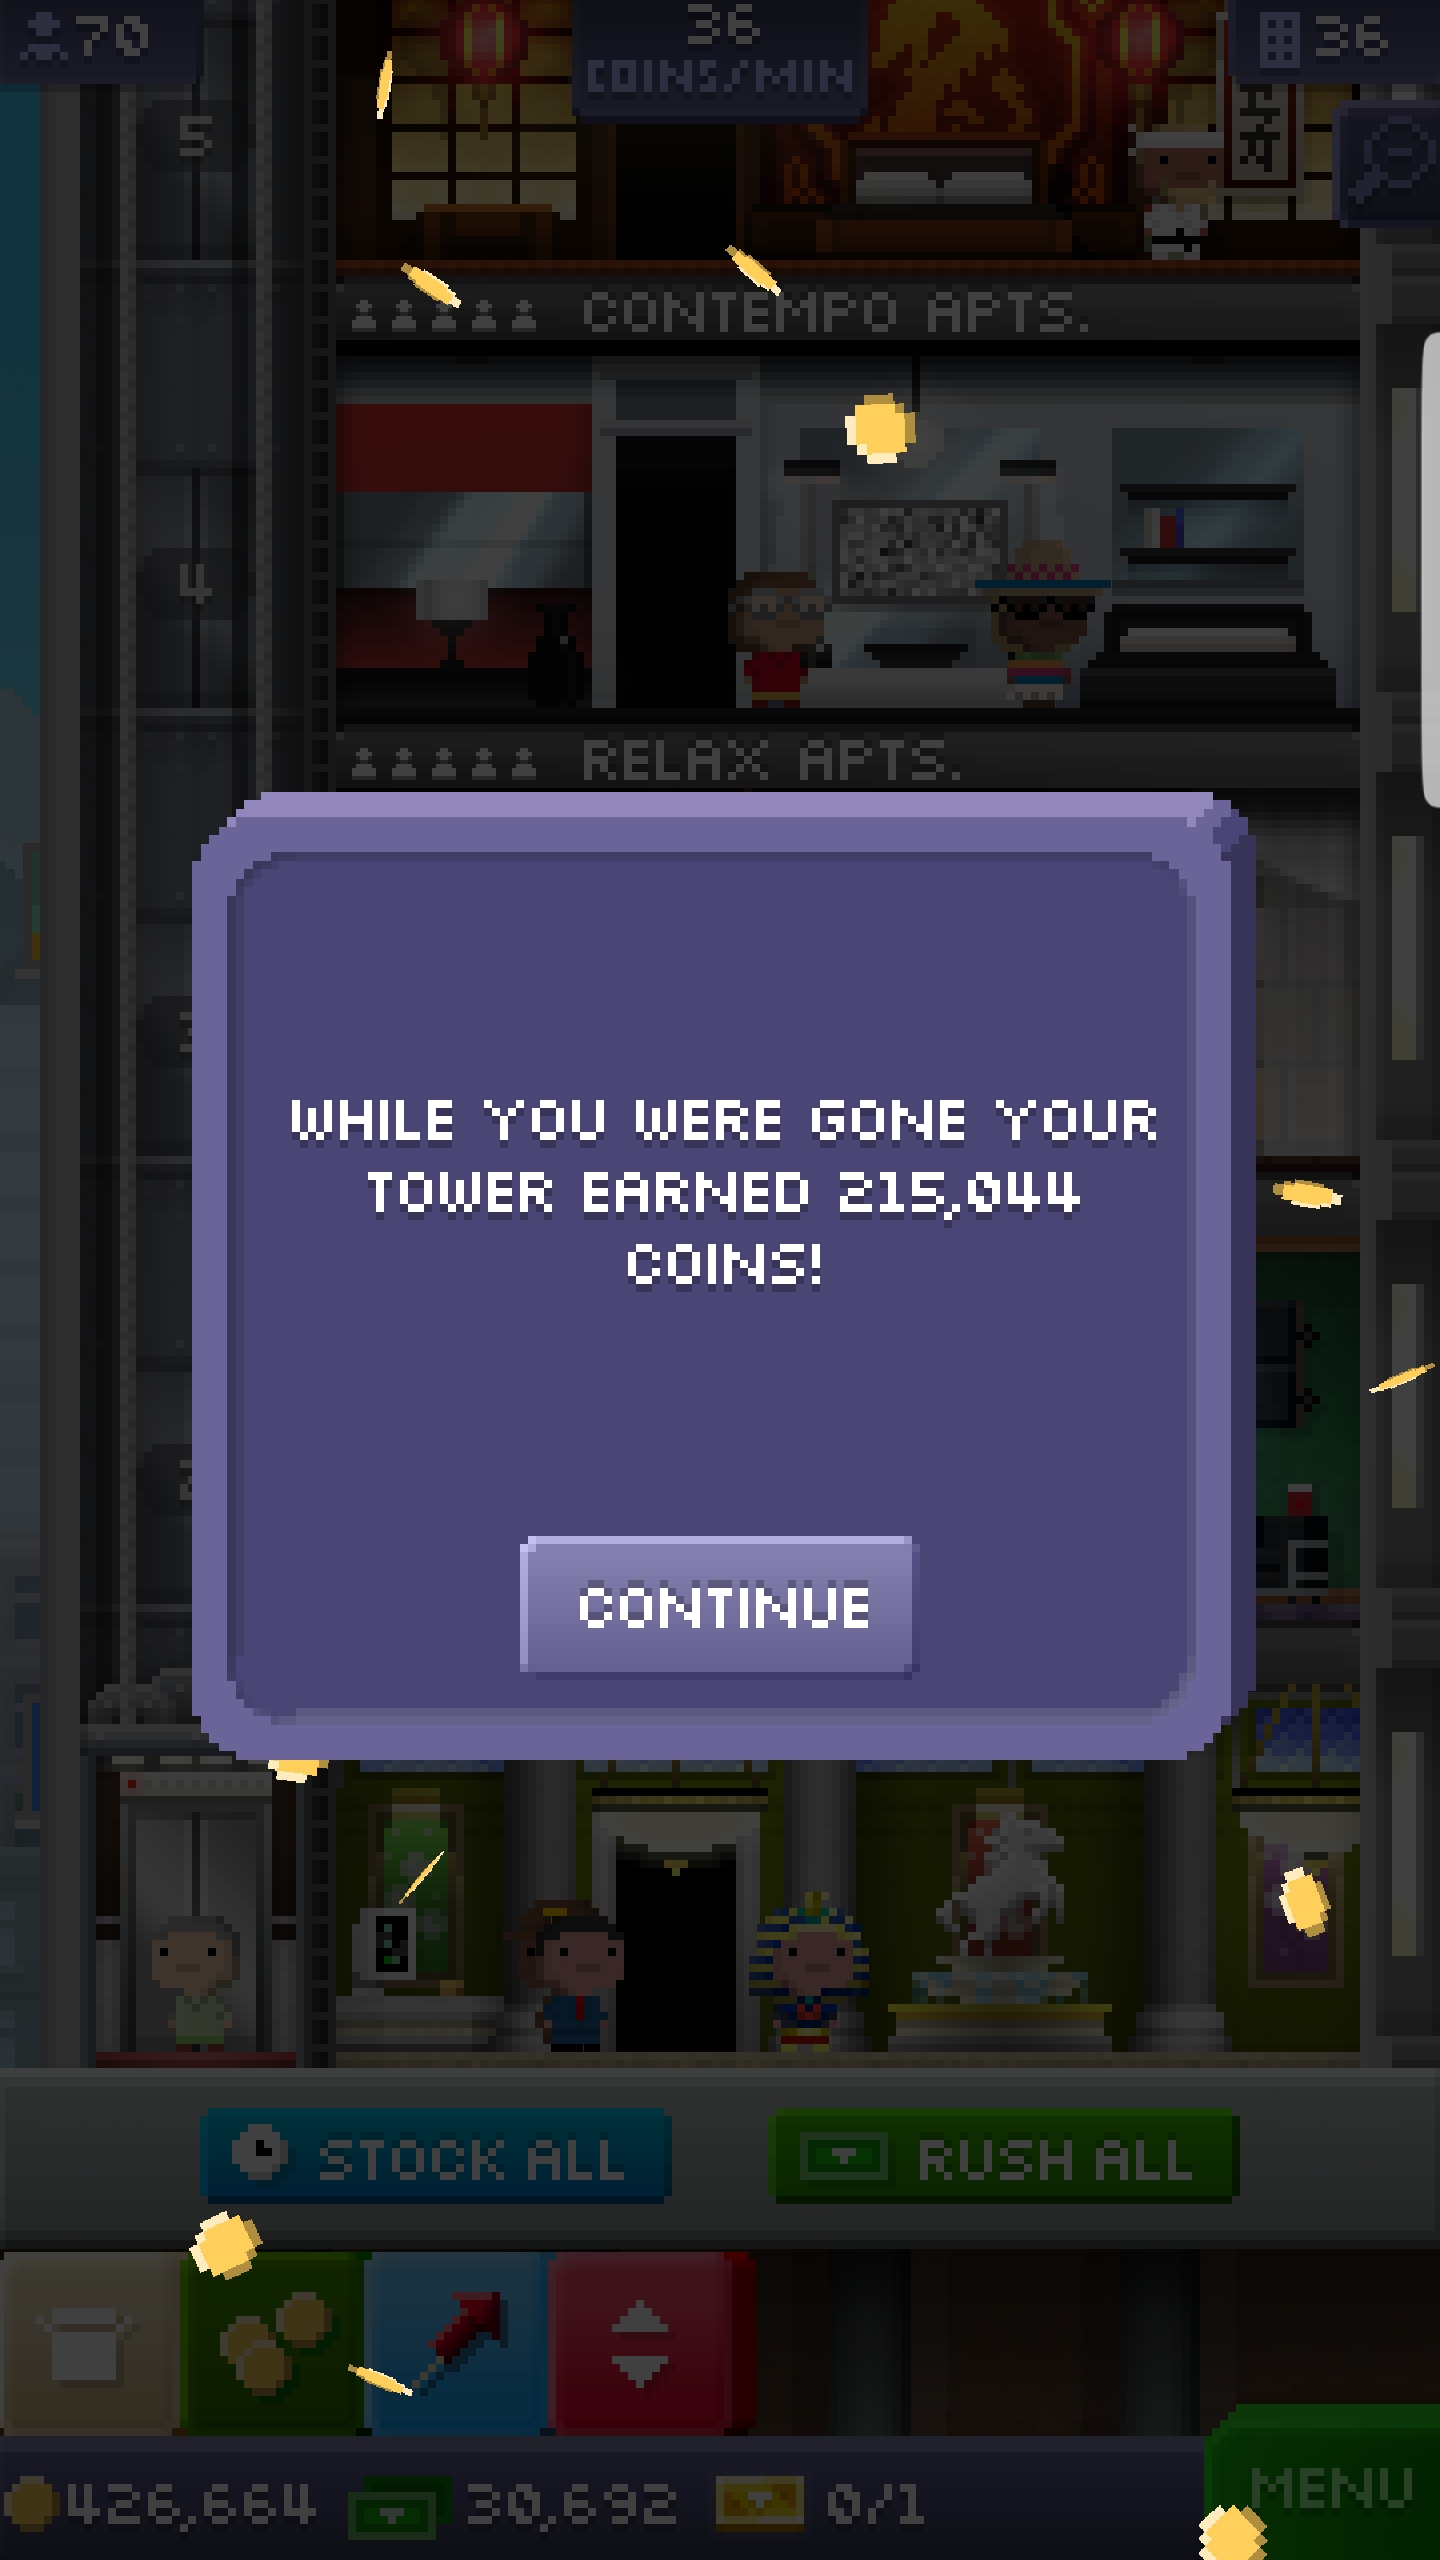 70
36
COINS/MIN
36
5
CONTEMPO APTS.
4
RELAX APTS.
WHILE YOU WERE GONE YOUR
TOWER EARNED 215,044
COINS!
CONTINUE
STOCK ALL
RUSH ALL
MENU
426,664
30,692
0/1